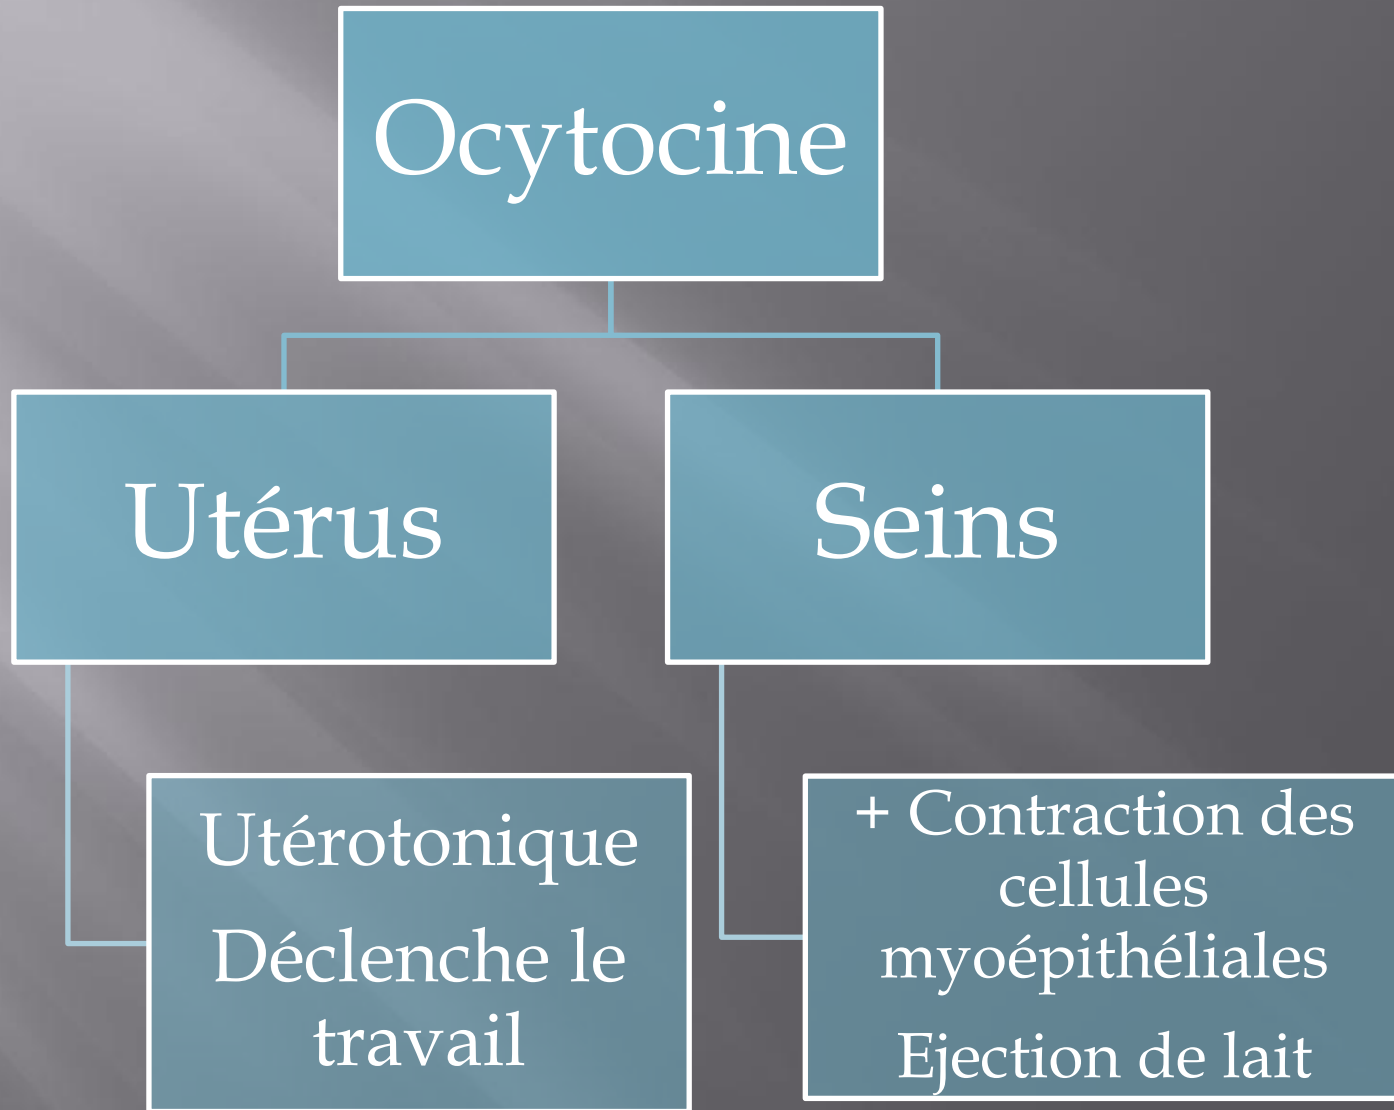 Ocytocine
Utérus
Seins
Utérotonique
Déclenche le
travail
+ Contraction des
cellules
myoépithéliales
Ejection de lait